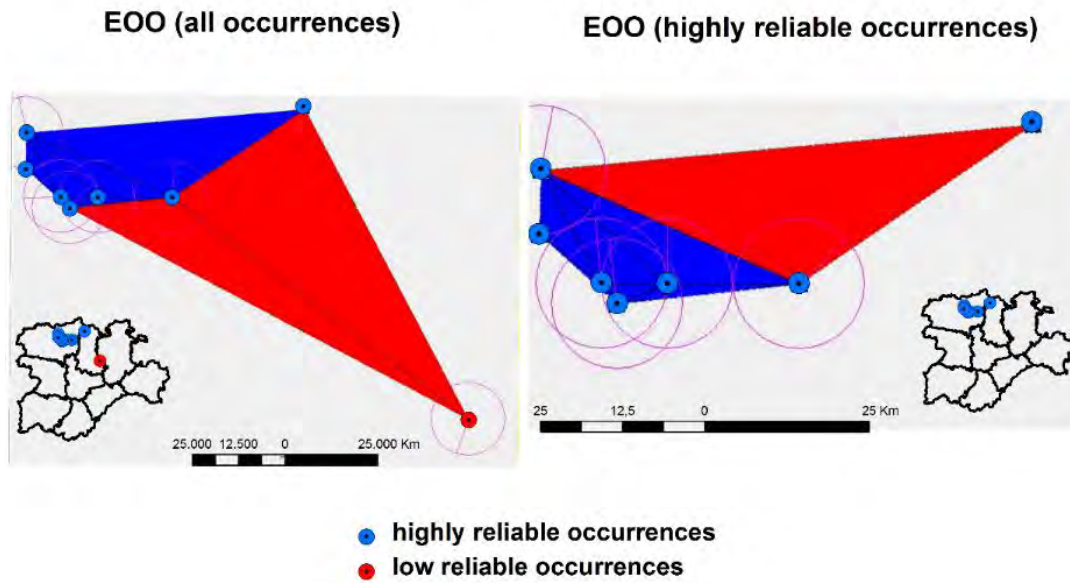 EOO (all occurrences)
EOO (highly reliable occurrences)
25.000 12.500 0 25.000 Km
25 12,5 0 25 Km
highly reliable occurrences
low reliable occurrences